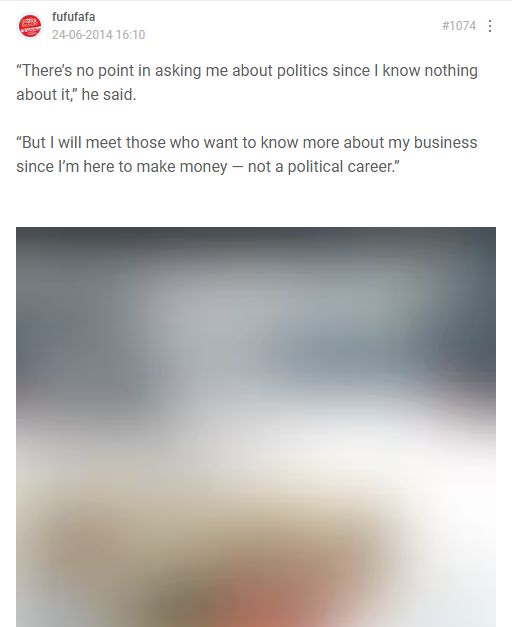 fufufafa
24-06-2014 16:10
#1074
“There’s no point in asking me about politics since I know nothing
about it,” he said.
“But I will meet those who want to know more about my business
since I’m here to make money — not a political career.”